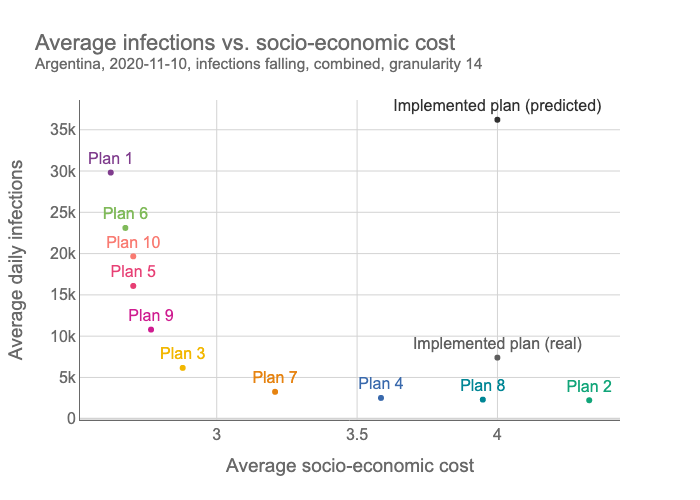 Average infections vs. socio-economic cost
Argentina, 2020-11-10, infections falling, combined, granularity 14
Implemented plan (predicted)
35k
Plan 1
30k
Plan 6
25k
Plan 10
20k
Plan 5
15k
Plan 9
10k
Implemented plan (real)
Plan 3
Plan 7
5k
Plan 4
Plan 8
Plan 2
0
3
3.5
4
Average daily infections
Average socio-economic cost